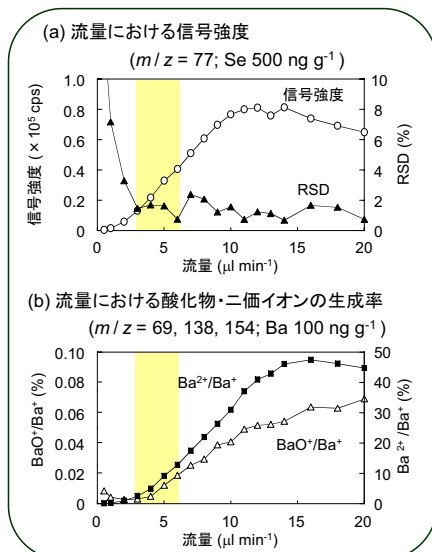 (a) 流量における信号強度
(m / z = 77; Se 500 ng g⁻¹)
1.0
0.8
0.6
0.4
0.2
0
信号強度 ( × 10⁵ cps)
信号強度
RSD
10
8
6
4
2
0
RSD (%)
0
5
10
15
20
流量 (μl min⁻¹)
(b) 流量における酸化物・二価イオンの生成率
(m / z = 69, 138, 154; Ba 100 ng g⁻¹)
0.10
0.08
0.06
0.04
0.02
0
BaO⁺/Ba⁺ (%)
Ba²⁺/Ba⁺
BaO⁺/Ba⁺
50
40
30
20
10
0
Ba ²⁺ /Ba⁺ (%)
0
5
10
15
20
流量 (μl min⁻¹)